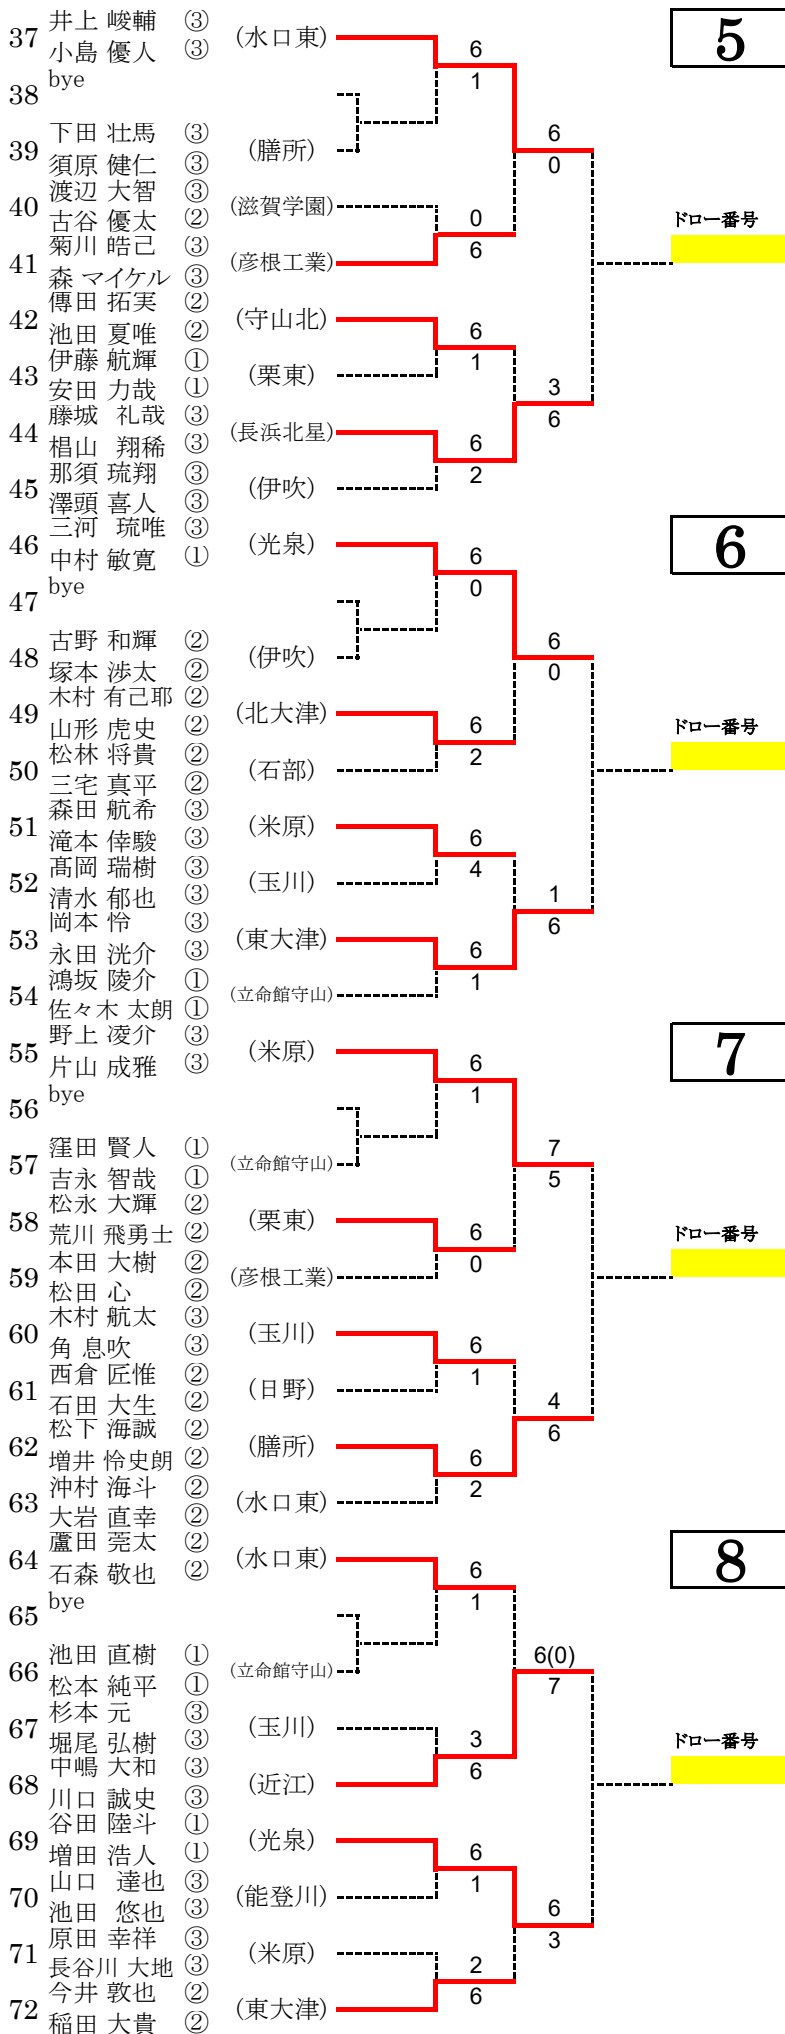 37 井上 峻輔 ③ (水口東)
小島 優人 ③
6
1
5
38 bye
6
0
39 下田 壮馬 ③ (膳所)
須原 健仁 ③
40 渡辺 大智 ③ (滋賀学園)
古谷 優太 ②
0
6
ドロー番号
41 菊川 皓己 ③ (彦根工業)
森 マイケル ③
42 傳田 拓実 ② (守山北)
池田 夏唯 ②
6
1
43 伊藤 航輝 ① (栗東)
安田 力哉 ①
3
6
44 藤城 礼哉 ③ (長浜北星)
椙山 翔稀 ③
6
2
45 那須 琉翔 ③ (伊吹)
澤頭 喜人 ③
46 三河 琉唯 ③ (光泉)
中村 敏寛 ①
6
0
6
47 bye
6
0
48 古野 和輝 ② (伊吹)
塚本 渉太 ②
49 木村 有己耶 ② (北大津)
山形 虎史 ②
6
2
ドロー番号
50 松林 将貴 ② (石部)
三宅 真平 ②
51 森田 航希 ③ (米原)
滝本 倖駿 ③
6
4
52 髙岡 瑞樹 ③ (玉川)
清水 郁也 ③
1
6
53 岡本 怜 ③ (東大津)
永田 洸介 ③
6
1
54 鴻坂 陵介 ① (立命館守山)
佐々木 太朗 ①
55 野上 凌介 ③ (米原)
片山 成雅 ③
6
1
7
56 bye
7
5
57 窪田 賢人 ① (立命館守山)
吉永 智哉 ①
58 松永 大輝 ② (栗東)
荒川 飛勇士 ②
6
0
ドロー番号
59 本田 大樹 ② (彦根工業)
松田 心 ②
60 木村 航太 ③ (玉川)
角 息吹 ③
6
1
61 西倉 匠惟 ② (日野)
石田 大生 ②
4
6
62 松下 海誠 ② (膳所)
増井 怜史朗 ②
6
2
63 沖村 海斗 ② (水口東)
大岩 直幸 ②
64 蘆田 莞太 ② (水口東)
石森 敬也 ②
6
1
8
65 bye
6(0)
7
66 池田 直樹 ① (立命館守山)
松本 純平 ①
67 杉本 元 ③ (玉川)
堀尾 弘樹 ③
3
6
ドロー番号
68 中嶋 大和 ③ (近江)
川口 誠史 ③
69 谷田 陸斗 ① (光泉)
増田 浩人 ①
6
1
70 山口 達也 ③ (能登川)
池田 悠也 ③
6
3
71 原田 幸祥 ③ (米原)
長谷川 大地 ③
2
6
72 今井 敦也 ② (東大津)
稲田 大貴 ②